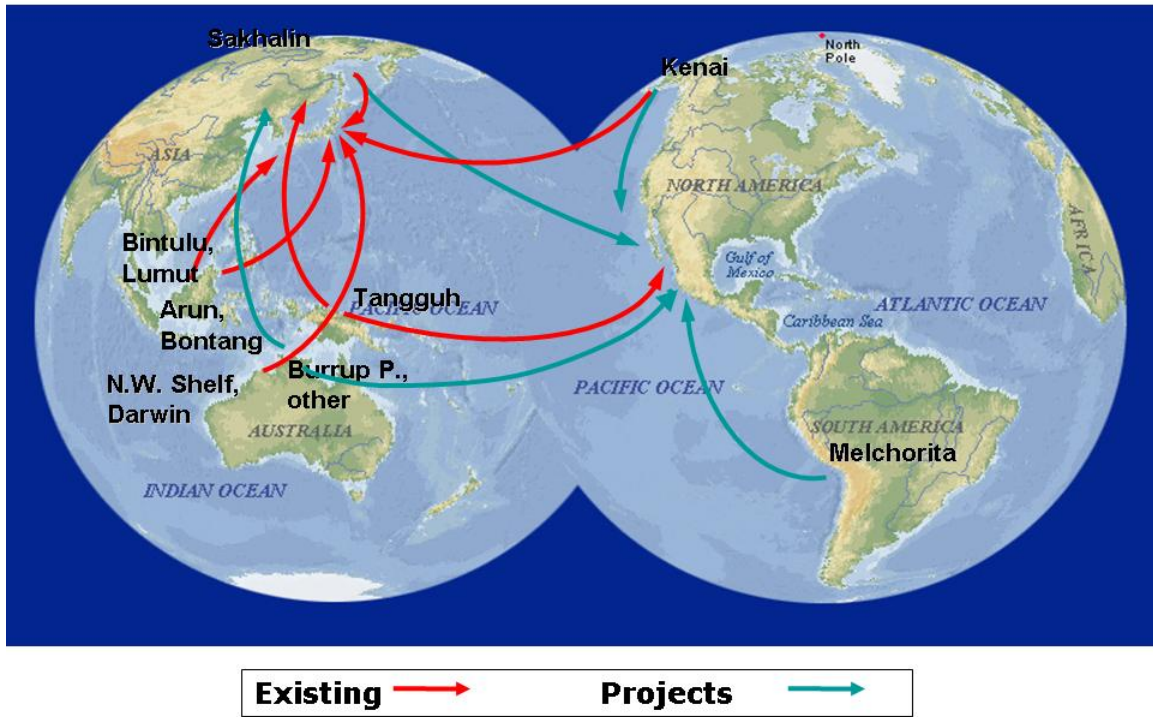 Sakhalin
North
Pole
Kenai
ASIA
NORTH AMERICA
AFRICA
Bintulu,
Lumut
Gulf of
Mexico
Tangguh
PACIFIC OCEAN
ATLANTIC OCEAN
Arun,
Bontang
Caribbean Sea
N.W. Shelf,
Darwin
Burrup P.,
other
PACIFIC OCEAN
AUSTRALIA
SOUTH AMERICA
Melchorita
INDIAN OCEAN
Existing
Projects